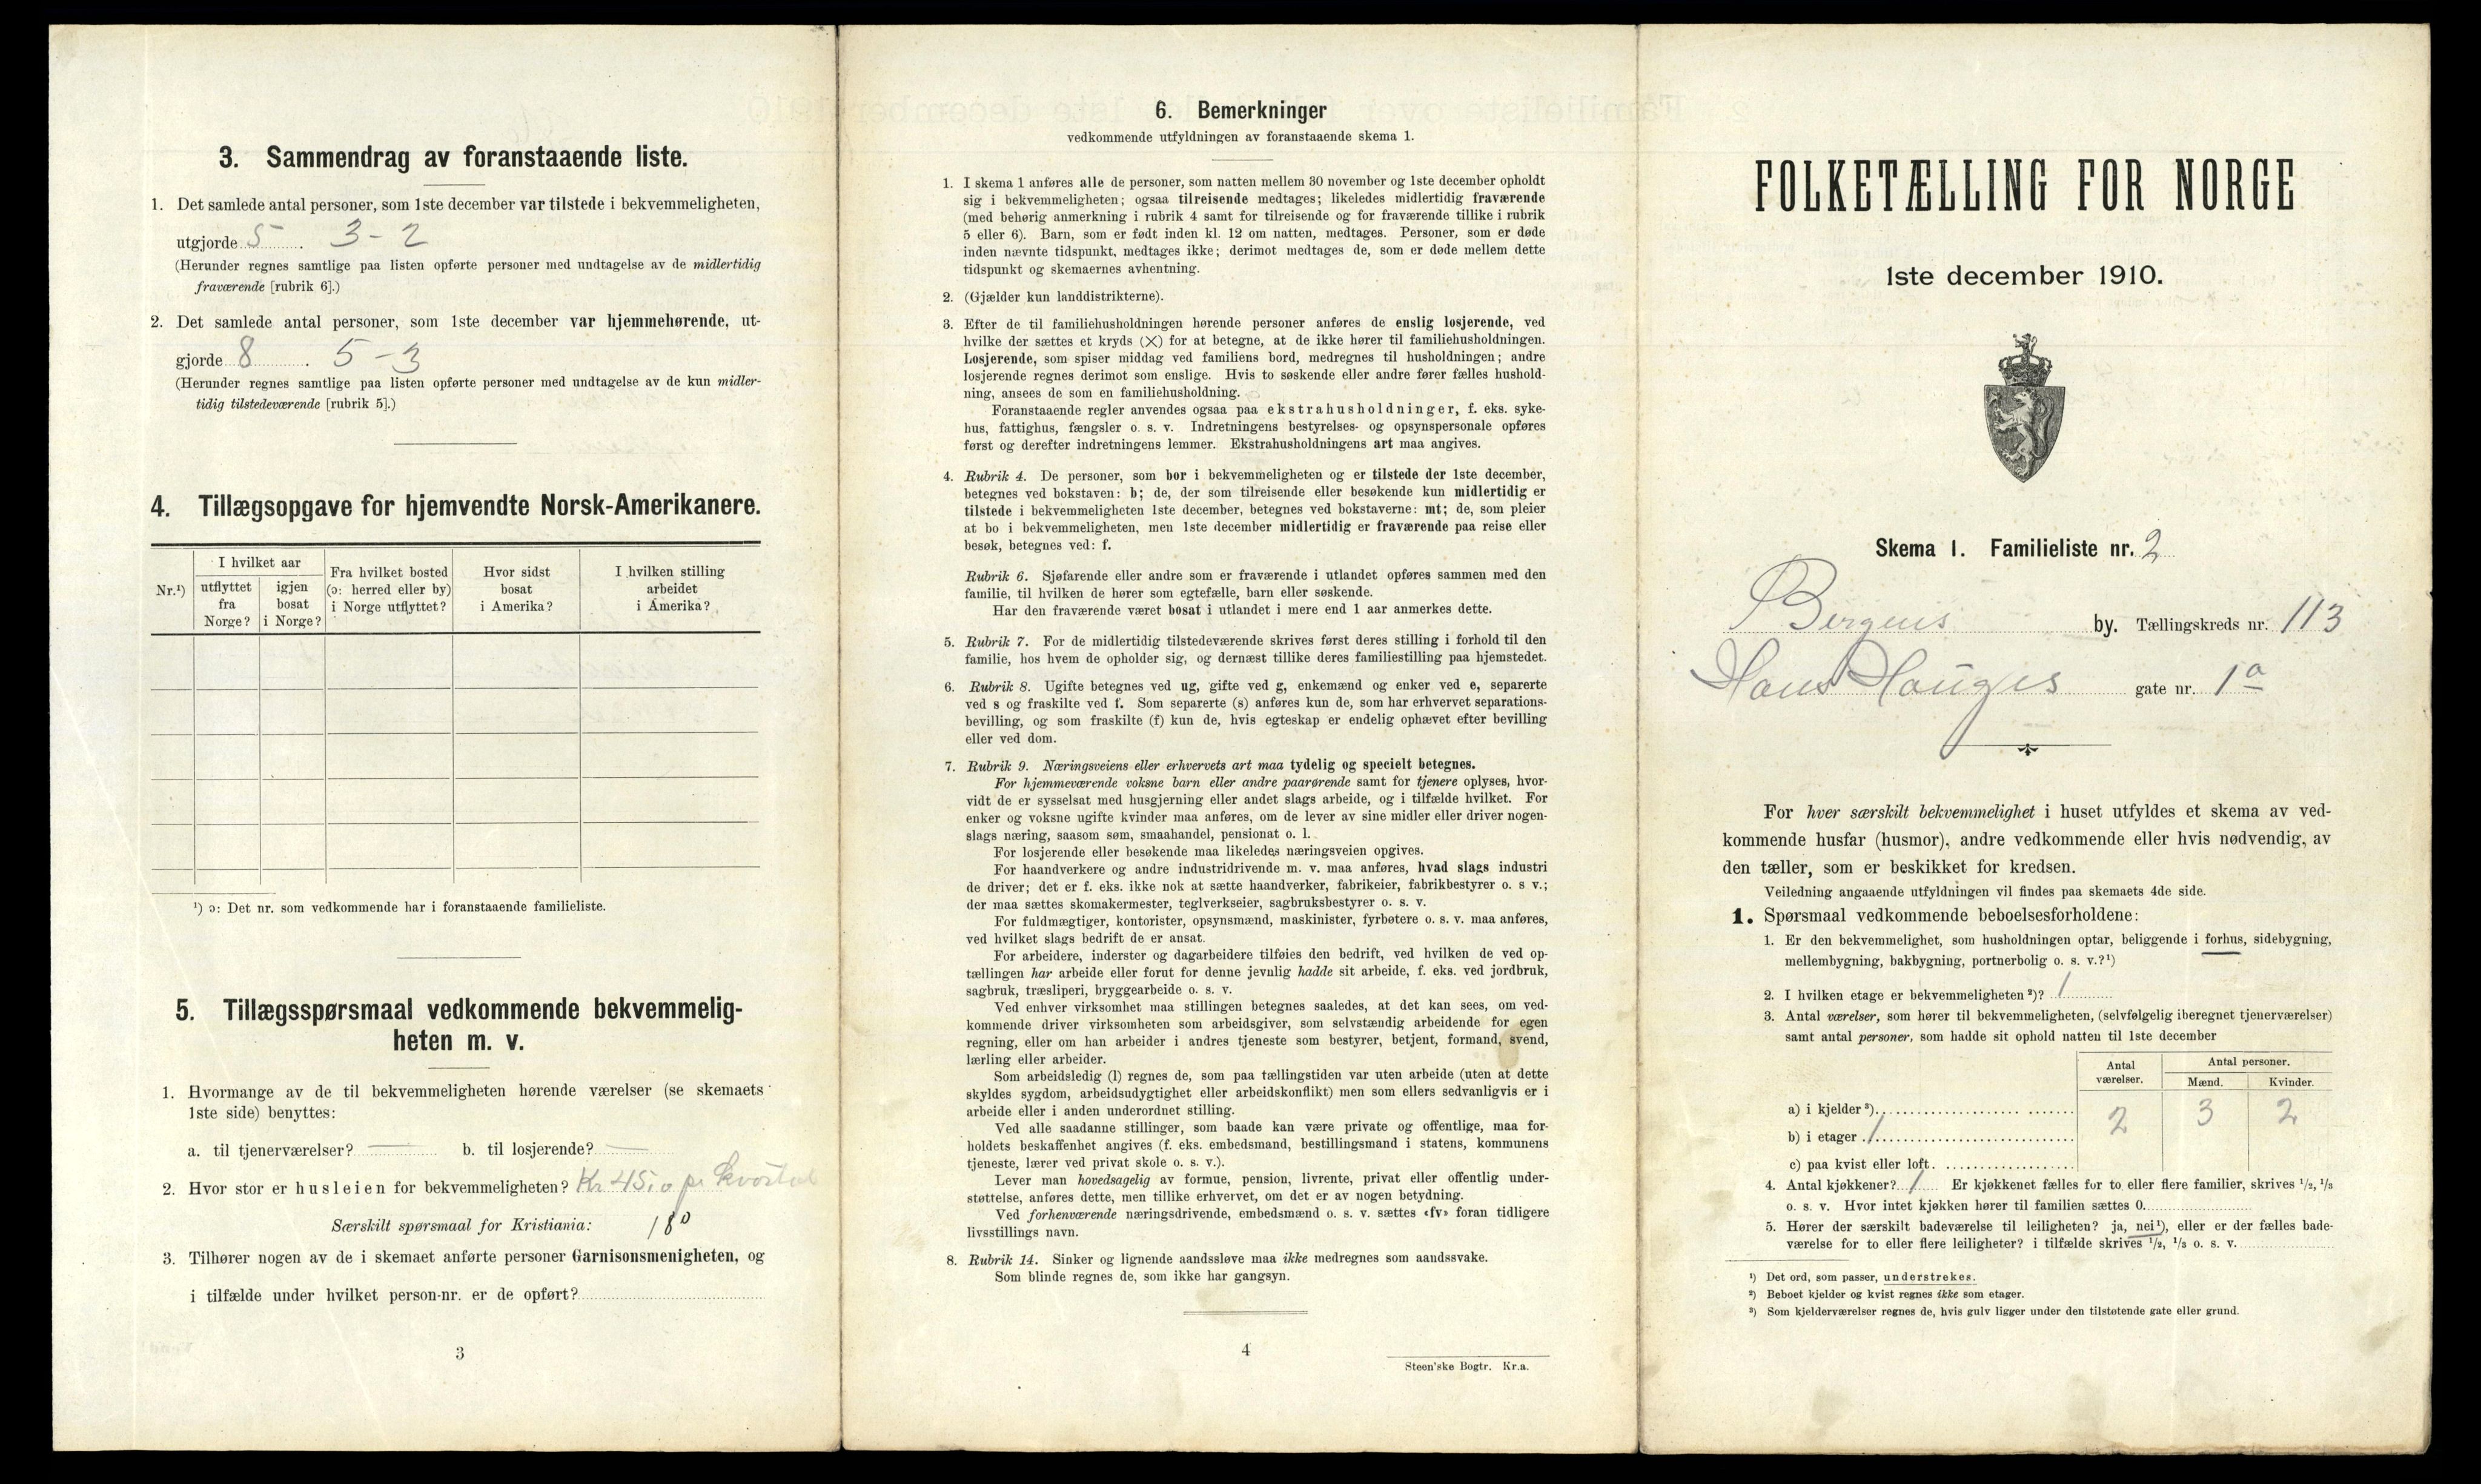 3. Sammendrag av foranstaaende liste.
1. Det samlede antal personer, som 1ste december var tilstede i bekvemmeligheten,
utgjorde 5 . 3 - 2
(Herunder regnes samtlige paa listen opførte personer med undtagelse av de midlertidig
fraværende [rubrik 6].)
2. Det samlede antal personer, som 1ste december var hjemmehørende, ut-
gjorde 8 . 5 - 3
(Herunder regnes samtlige paa listen opførte personer med undtagelse av de kun midler-
tidig tilstedeværende [rubrik 5].)
4. Tillægsopgave for hjemvendte Norsk-Amerikanere.
Nr.¹)
I hvilket aar
utflyttet
fra
Norge?
igjen
bosat
i Norge?
Fra hvilket bosted
(ɔ: herred eller by)
i Norge utflyttet?
Hvor sidst
bosat
i Amerika?
I hvilken stilling
arbeidet
i Amerika?
¹) ɔ: Det nr. som vedkommende har i foranstaaende familieliste.
5. Tillægsspørsmaal vedkommende bekvemmelig-
heten m. v.
1. Hvormange av de til bekvemmeligheten hørende værelser (se skemaets
1ste side) benyttes:
a. til tjenerværelser? — b. til losjerende? —
2. Hvor stor er husleien for bekvemmeligheten? Kr 45,0 pr kvartal
Særskilt spørsmaal for Kristiania: 180
3. Tilhører nogen av de i skemaet anførte personer Garnisonsmenigheten, og
i tilfælde under hvilket person-nr. er de opført?
3
6. Bemerkninger
vedkommende utfyldningen av foranstaaende skema 1.
1. I skema 1 anføres alle de personer, som natten mellem 30 november og 1ste december opholdt
sig i bekvemmeligheten; ogsaa tilreisende medtages; likeledes midlertidig fraværende
(med behørig anmerkning i rubrik 4 samt for tilreisende og for fraværende tillike i rubrik
5 eller 6). Barn, som er født inden kl. 12 om natten, medtages. Personer, som er døde
inden nævnte tidspunkt, medtages ikke; derimot medtages de, som er døde mellem dette
tidspunkt og skemaernes avhentning.
2. (Gjælder kun landdistrikterne).
3. Efter de til familiehusholdningen hørende personer anføres de enslig losjerende, ved
hvilke der sættes et kryds (×) for at betegne, at de ikke hører til familiehusholdningen.
Losjerende, som spiser middag ved familiens bord, medregnes til husholdningen; andre
losjerende regnes derimot som enslige. Hvis to søskende eller andre fører fælles hushold-
ning, ansees de som en familiehusholdning.
Foranstaaende regler anvendes ogsaa paa ekstrahusholdninger, f. eks. syke-
hus, fattighus, fængsler o. s. v. Indretningens bestyrelses- og opsynspersonale opføres
først og derefter indretningens lemmer. Ekstrahusholdningens art maa angives.
4. Rubrik 4. De personer, som bor i bekvemmeligheten og er tilstede der 1ste december,
betegnes ved bokstaven: b; de, der som tilreisende eller besøkende kun midlertidig er
tilstede i bekvemmeligheten 1ste december, betegnes ved bokstaverne: mt; de, som pleier
at bo i bekvemmeligheten, men 1ste december midlertidig er fraværende paa reise eller
besøk, betegnes ved: f.
Rubrik 6. Sjøfarende eller andre som er fraværende i utlandet opføres sammen med den
familie, til hvilken de hører som egtefælle, barn eller søskende.
Har den fraværende været bosat i utlandet i mere end 1 aar anmerkes dette.
5. Rubrik 7. For de midlertidig tilstedeværende skrives først deres stilling i forhold til den
familie, hos hvem de opholder sig, og dernæst tillike deres familiestilling paa hjemstedet.
6. Rubrik 8. Ugifte betegnes ved ug, gifte ved g, enkemænd og enker ved e, separerte
ved s og fraskilte ved f. Som separerte (s) anføres kun de, som har erhvervet separations-
bevilling, og som fraskilte (f) kun de, hvis egteskap er endelig ophævet efter bevilling
eller ved dom.
7. Rubrik 9. Næringsveiens eller erhvervets art maa tydelig og specielt betegnes.
For hjemmeværende voksne barn eller andre paarørende samt for tjenere oplyses, hvor-
vidt de er sysselsat med husgjerning eller andet slags arbeide, og i tilfælde hvilket. For
enker og voksne ugifte kvinder maa anføres, om de lever av sine midler eller driver nogen-
slags næring, saasom søm, smaahandel, pensionat o. l.
For losjerende eller besøkende maa likeledes næringsveien opgives.
For haandverkere og andre industridrivende m. v. maa anføres, hvad slags industri
de driver; det er f. eks. ikke nok at sætte haandverker, fabrikeier, fabrikbestyrer o. s v.;
der maa sættes skomakermester, teglverkseier, sagbruksbestyrer o. s. v.
For fuldmægtiger, kontorister, opsynsmænd, maskinister, fyrbøtere o. s. v. maa anføres,
ved hvilket slags bedrift de er ansat.
For arbeidere, inderster og dagarbeidere tilføies den bedrift, ved hvilken de ved op-
tællingen har arbeide eller forut for denne jevnlig hadde sit arbeide, f. eks. ved jordbruk,
sagbruk, træsliperi, bryggearbeide o. s. v.
Ved enhver virksomhet maa stillingen betegnes saaledes, at det kan sees, om ved-
kommende driver virksomheten som arbeidsgiver, som selvstændig arbeidende for egen
regning, eller om han arbeider i andres tjeneste som bestyrer, betjent, formand, svend,
lærling eller arbeider.
Som arbeidsledig (l) regnes de, som paa tællingstiden var uten arbeide (uten at dette
skyldes sygdom, arbeidsudygtighet eller arbeidskonflikt) men som ellers sedvanligvis er i
arbeide eller i anden underordnet stilling.
Ved alle saadanne stillinger, som baade kan være private og offentlige, maa for-
holdets beskaffenhet angives (f. eks. embedsmand, bestillingsmand i statens, kommunens
tjeneste, lærer ved privat skole o. s. v.).
Lever man hovedsagelig av formue, pension, livrente, privat eller offentlig under-
støttelse, anføres dette, men tillike erhvervet, om det er av nogen betydning.
Ved forhenværende næringsdrivende, embedsmænd o. s. v. sættes «fv» foran tidligere
livsstillings navn.
8. Rubrik 14. Sinker og lignende aandssløve maa ikke medregnes som aandssvake.
Som blinde regnes de, som ikke har gangsyn.
4
Steen'ske Bogtr. Kr.a.
FOLKETÆLLING FOR NORGE
1ste december 1910.
Skema 1. Familieliste nr. 2
Bergens by. Tællingskreds nr. 113
Hans Hauges gate nr. 1a
For hver særskilt bekvemmelighet i huset utfyldes et skema av ved-
kommende husfar (husmor), andre vedkommende eller hvis nødvendig, av
den tæller, som er beskikket for kredsen.
Veiledning angaaende utfyldningen vil findes paa skemaets 4de side.
1. Spørsmaal vedkommende beboelsesforholdene:
1. Er den bekvemmelighet, som husholdningen optar, beliggende i forhus, sidebygning,
mellembygning, bakbygning, portnerbolig o. s. v.?¹)
2. I hvilken etage er bekvemmeligheten²)? 1
3. Antal værelser, som hører til bekvemmeligheten, (selvfølgelig iberegnet tjenerværelser)
samt antal personer, som hadde sit ophold natten til 1ste december
Antal
værelser.
Antal personer.
Mænd. Kvinder.
a) i kjelder³)
b) i etager 1 2 3 2
c) paa kvist eller loft.
4. Antal kjøkkener? 1 Er kjøkkenet fælles for to eller flere familier, skrives 1/2, 1/3
o. s. v. Hvor intet kjøkken hører til familien sættes 0.
5. Hører der særskilt badeværelse til leiligheten? ja, nei¹), eller er der fælles bade-
værelse for to eller flere leiligheter? i tilfælde skrives 1/2, 1/3 o. s. v.
¹) Det ord, som passer, understrekes.
²) Beboet kjelder og kvist regnes ikke som etager.
³) Som kjelderværelser regnes de, hvis gulv ligger under den tilstøtende gate eller grund.